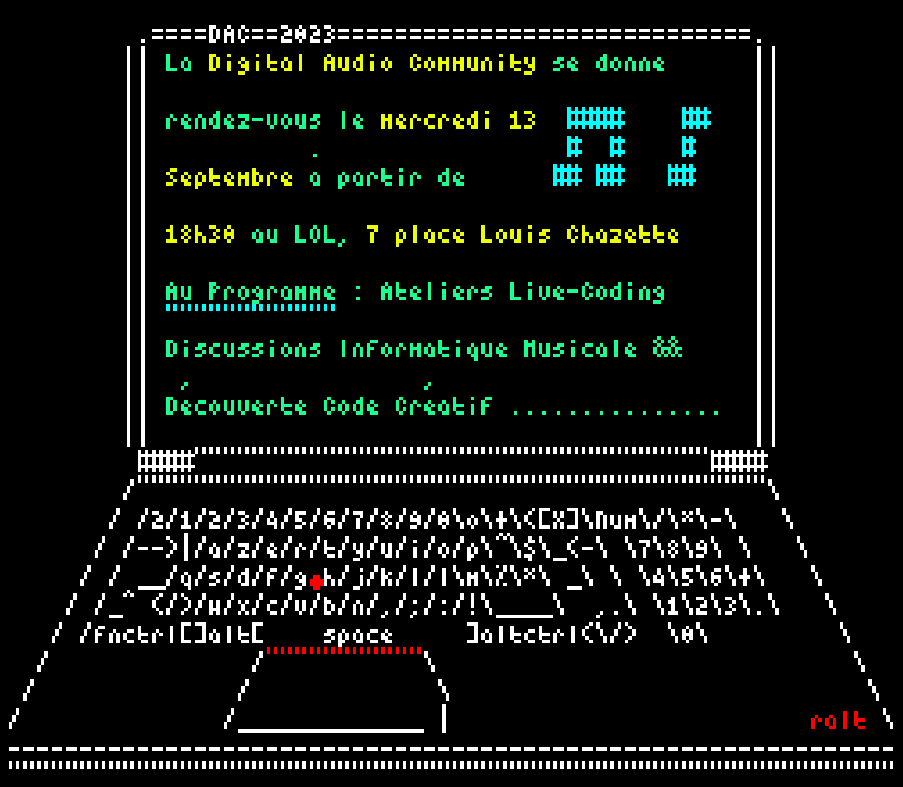 DAC==2023
La Digital Audio Community se donne
rendez-vous le Mercredi 13
Septembre à partir de
18h30 au LOL, 7 place Louis Chazette
Au Programme : Ateliers Live-Coding
Discussions Informatique Musicale &&
Découverte Code Créatif ...............
/2/1/2/3/4/5/6/7/8/9/0\o\+\([X]\Num\/\*\-\
/-->|/a/z/e/r/t/y/u/i/o/p\^\$\_<-\ \7\8\9\ \
__/q/s/d/f/g h/j/k/l/l\M\Z\*\ _\ \ \4\5\6\+\
/_^ </>/W/X/c/v/b/n/,/;/:/!\____\ ,.\ \1\2\3\.\
/fnctrl[]alt[ space ]altctrl<\/> \0\
ralt